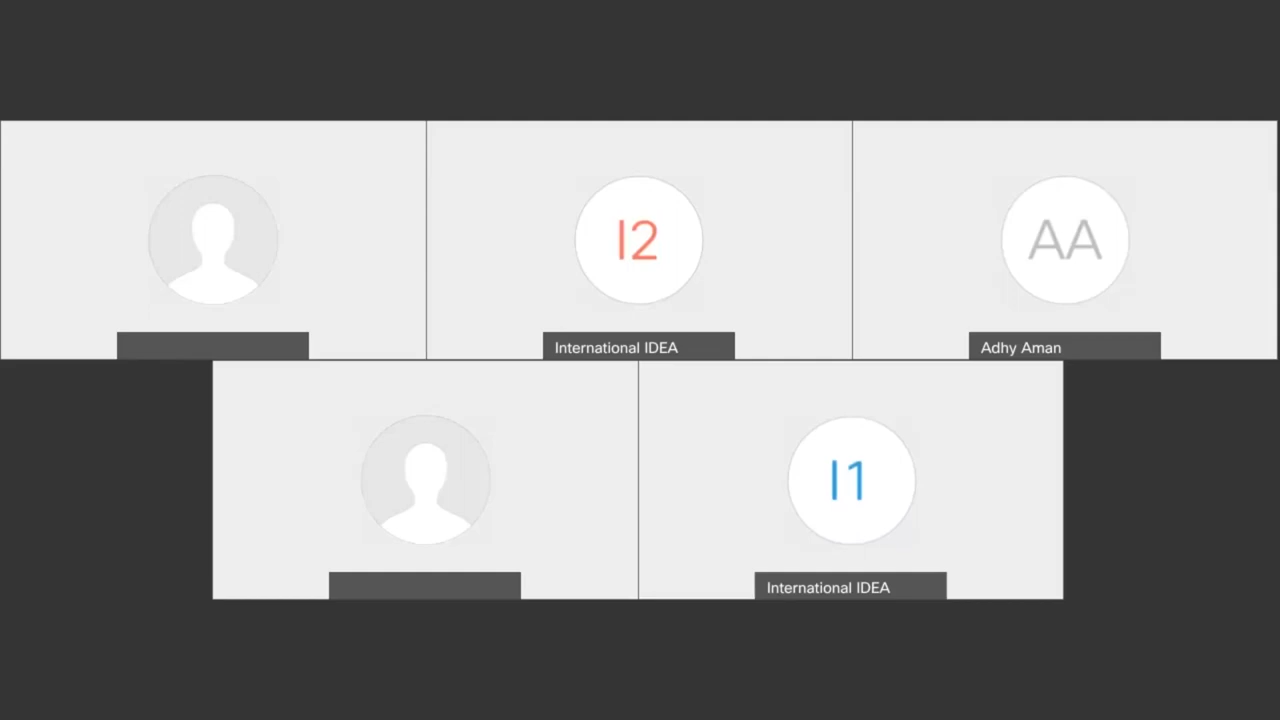 I2
AA
International IDEA
Adhy Aman
I1
International IDEA